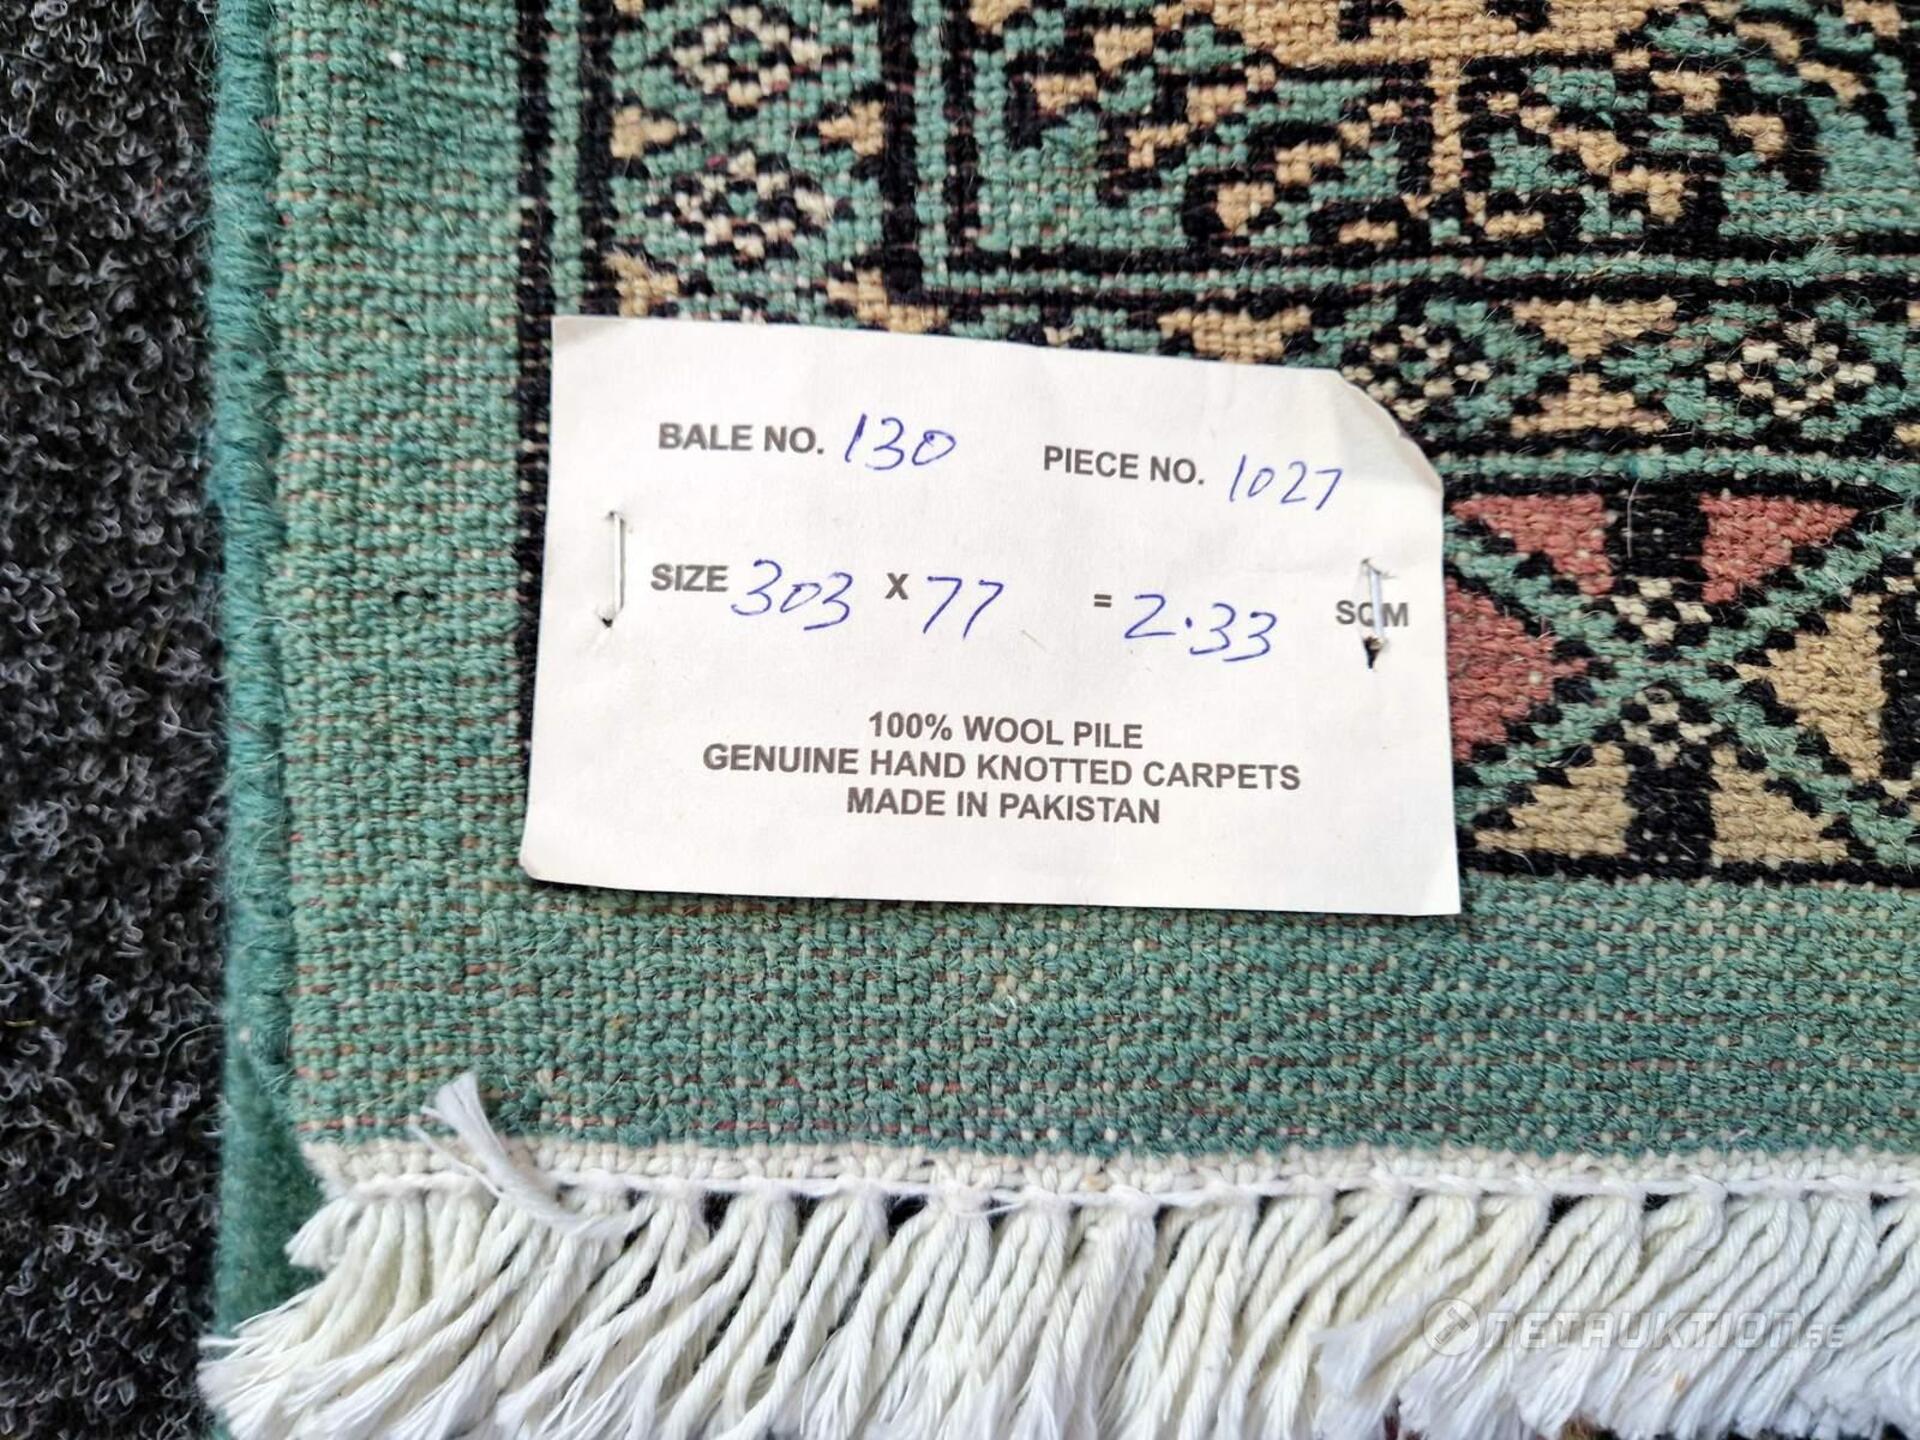 BALE NO. 130 PIECE NO. 1027
SIZE 303 X 77 = 2.33 SQM
100% WOOL PILE
GENUINE HAND KNOTTED CARPETS
MADE IN PAKISTAN
NETAUKTION.SE